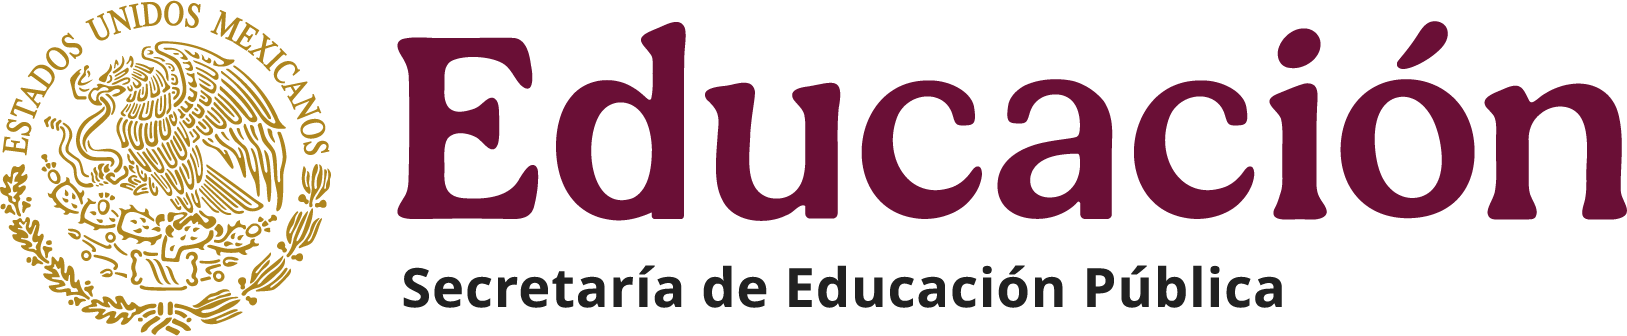 ESTADOS UNIDOS MEXICANOS
Educación
Secretaría de Educación Pública